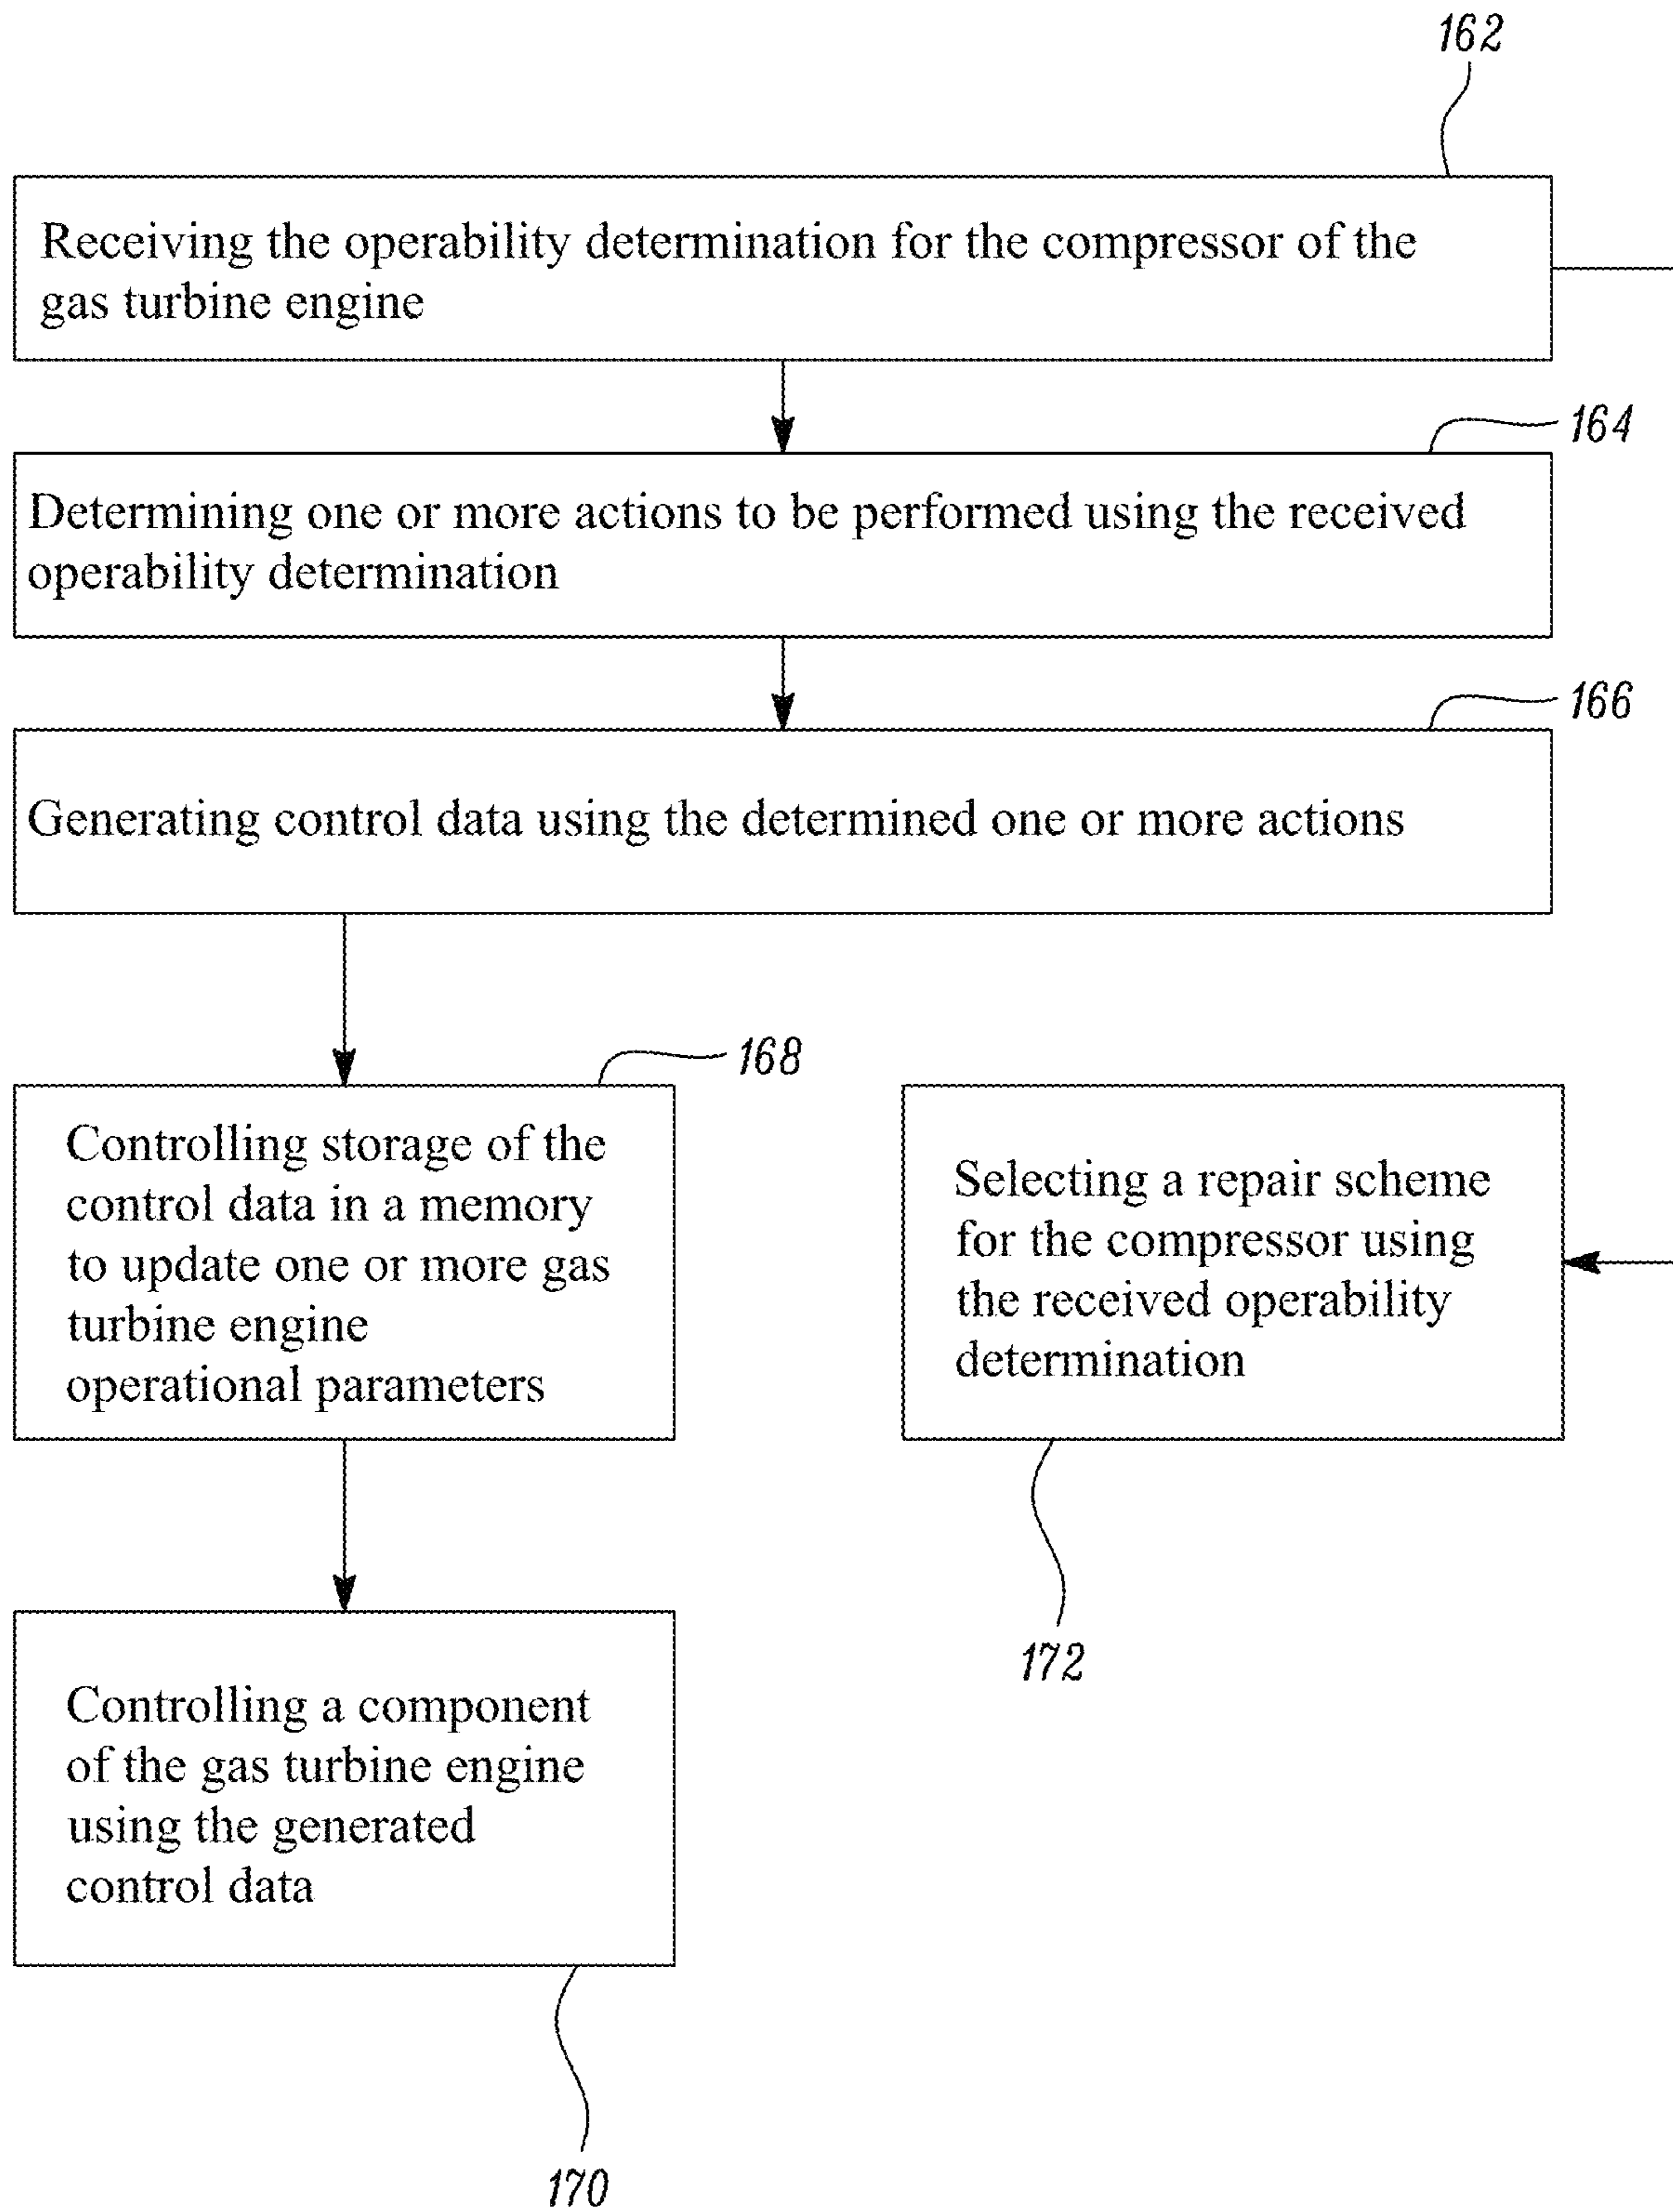 162
Receiving the operability determination for the compressor of the
gas turbine engine
164
Determining one or more actions to be performed using the received
operability determination
166
Generating control data using the determined one or more actions
168
Controlling storage of the
control data in a memory
to update one or more gas
turbine engine
operational parameters
Selecting a repair scheme
for the compressor using
the received operability
determination
172
Controlling a component
of the gas turbine engine
using the generated
control data
170